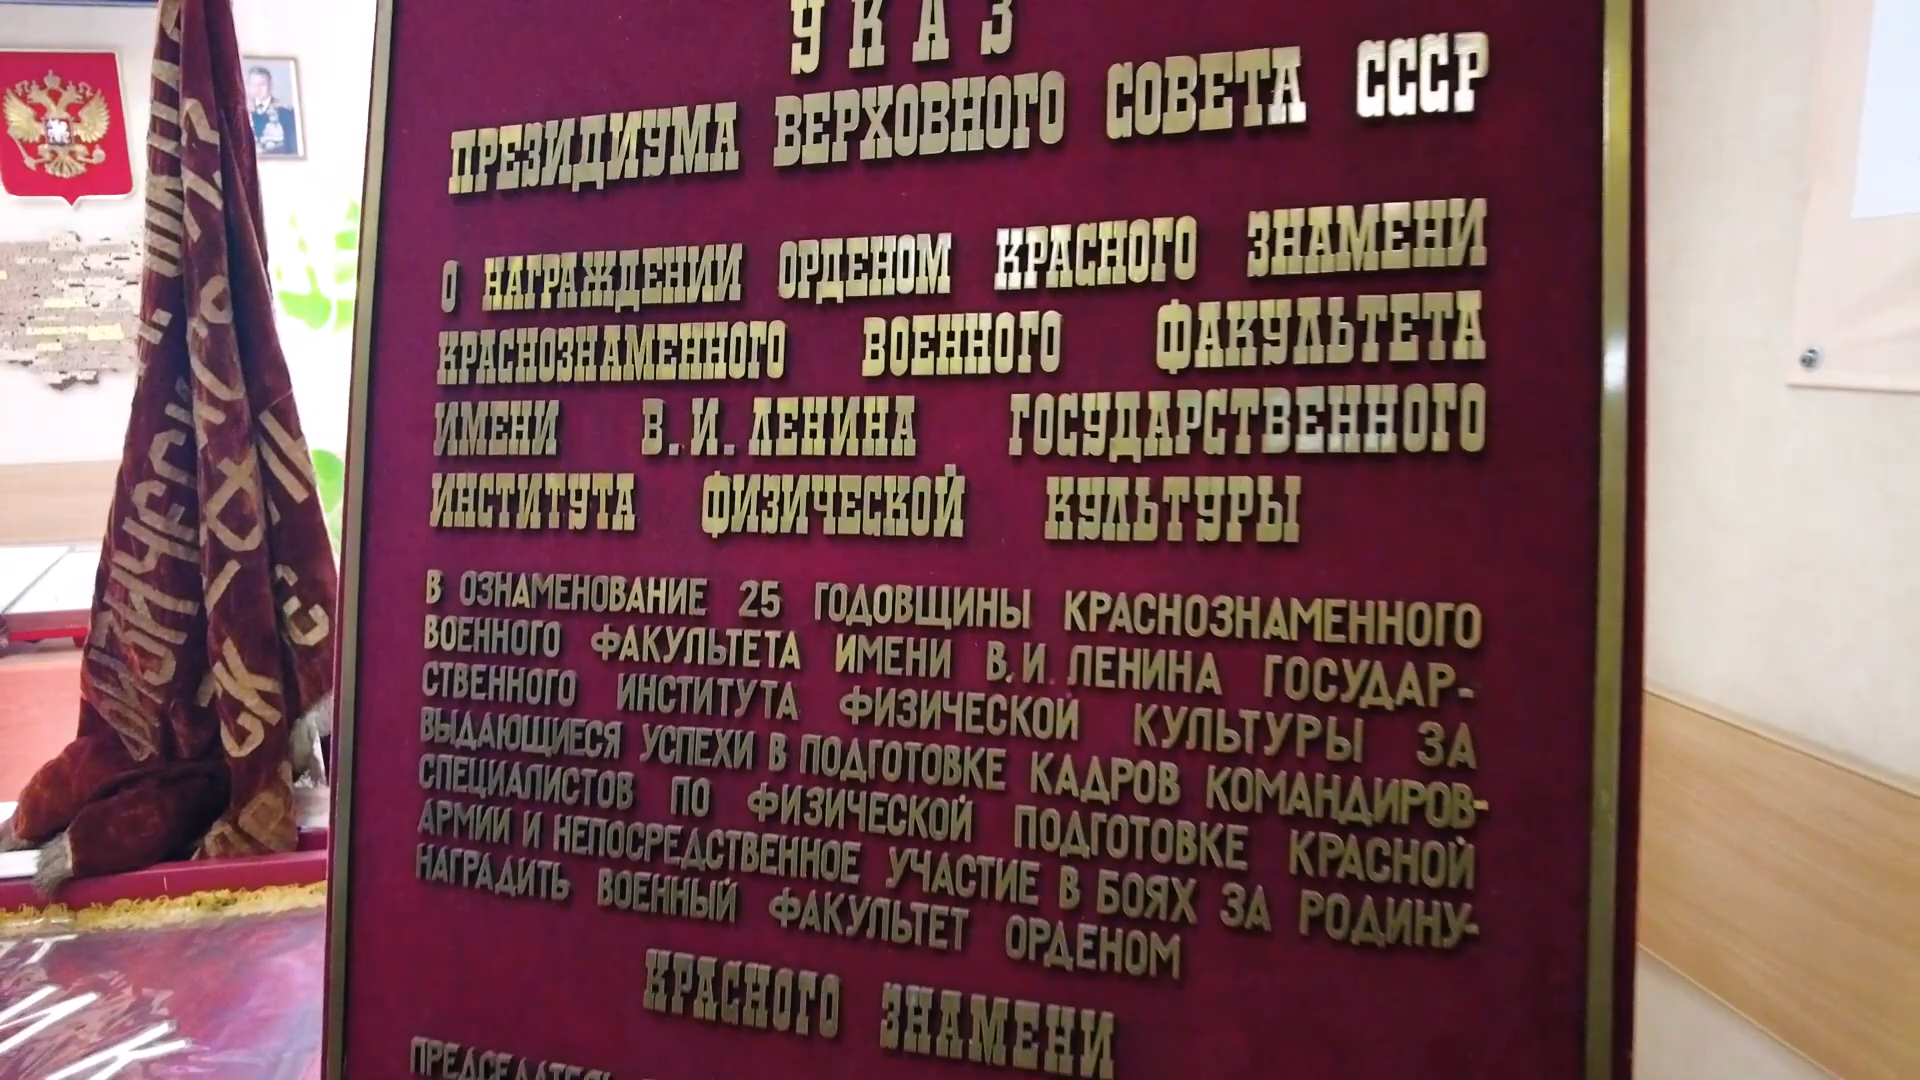 УКАЗ
ПРЕЗИДИУМА ВЕРХОВНОГО СОВЕТА СССР
О НАГРАЖДЕНИИ ОРДЕНОМ КРАСНОГО ЗНАМЕНИ
КРАСНОЗНАМЕННОГО ВОЕННОГО ФАКУЛЬТЕТА
ИМЕНИ В.И.ЛЕНИНА ГОСУДАРСТВЕННОГО
ИНСТИТУТА ФИЗИЧЕСКОЙ КУЛЬТУРЫ
В ОЗНАМЕНОВАНИЕ 25 ГОДОВЩИНЫ КРАСНОЗНАМЕННОГО
ВОЕННОГО ФАКУЛЬТЕТА ИМЕНИ В.И.ЛЕНИНА ГОСУДАР-
СТВЕННОГО ИНСТИТУТА ФИЗИЧЕСКОЙ КУЛЬТУРЫ ЗА
ВЫДАЮЩИЕСЯ УСПЕХИ В ПОДГОТОВКЕ КАДРОВ КОМАНДИРОВ-
СПЕЦИАЛИСТОВ ПО ФИЗИЧЕСКОЙ ПОДГОТОВКЕ КРАСНОЙ
АРМИИ И НЕПОСРЕДСТВЕННОЕ УЧАСТИЕ В БОЯХ ЗА РОДИНУ-
НАГРАДИТЬ ВОЕННЫЙ ФАКУЛЬТЕТ ОРДЕНОМ
КРАСНОГО ЗНАМЕНИ